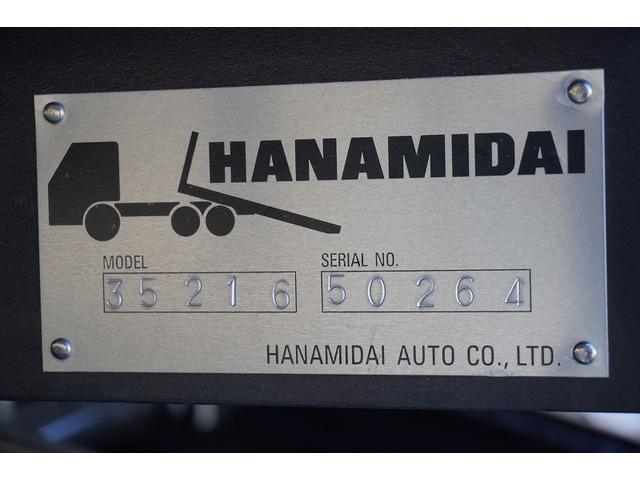 HANAMIDAI
MODEL SERIAL NO.
35216 50264
HANAMIDAI AUTO CO., LTD.